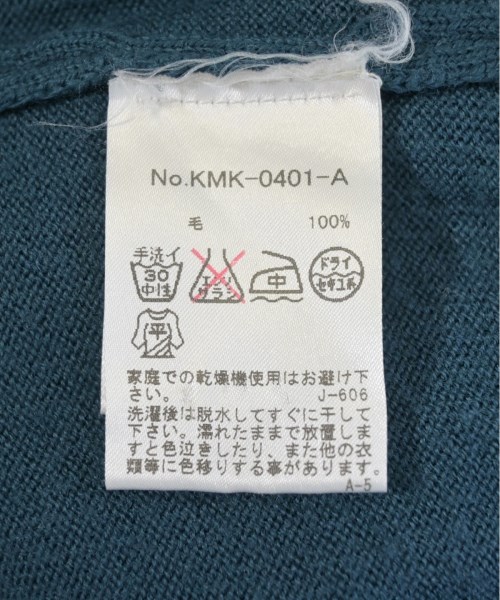 No.KMK-0401-A
毛 100%
手洗イ
30
中性
エンソ
サラシ
中
ドライ
セキユ系
平
家庭での乾燥機使用はお避け下
さい。 J-606
洗濯後は脱水してすぐに干して
下さい。濡れたままで放置しま
すと色泣きしたり、また他の衣
類等に色移りする事があります。
A-5